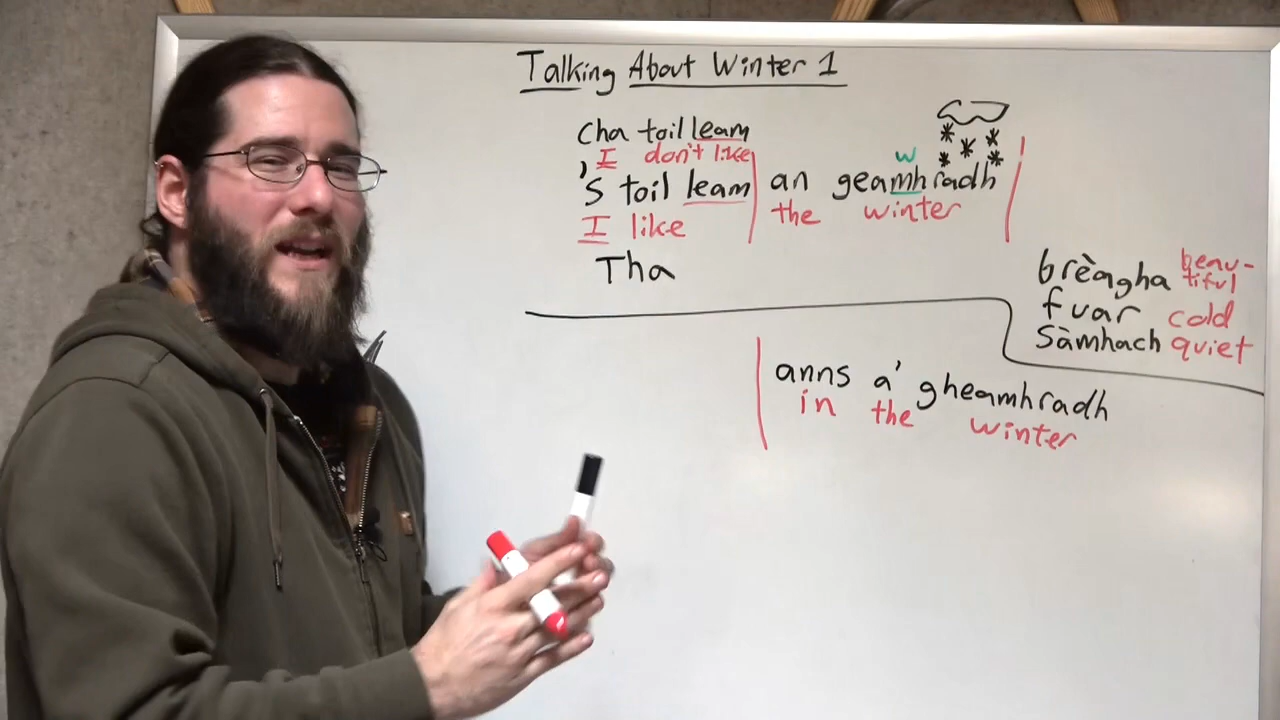 Talking About Winter 1
Cha toil leam
I don't like
'S toil leam an geamhradh
w
I like the winter
Tha
brèagha beau-
tiful
fuar cold
sàmhach quiet
anns a' gheamhradh
in the winter